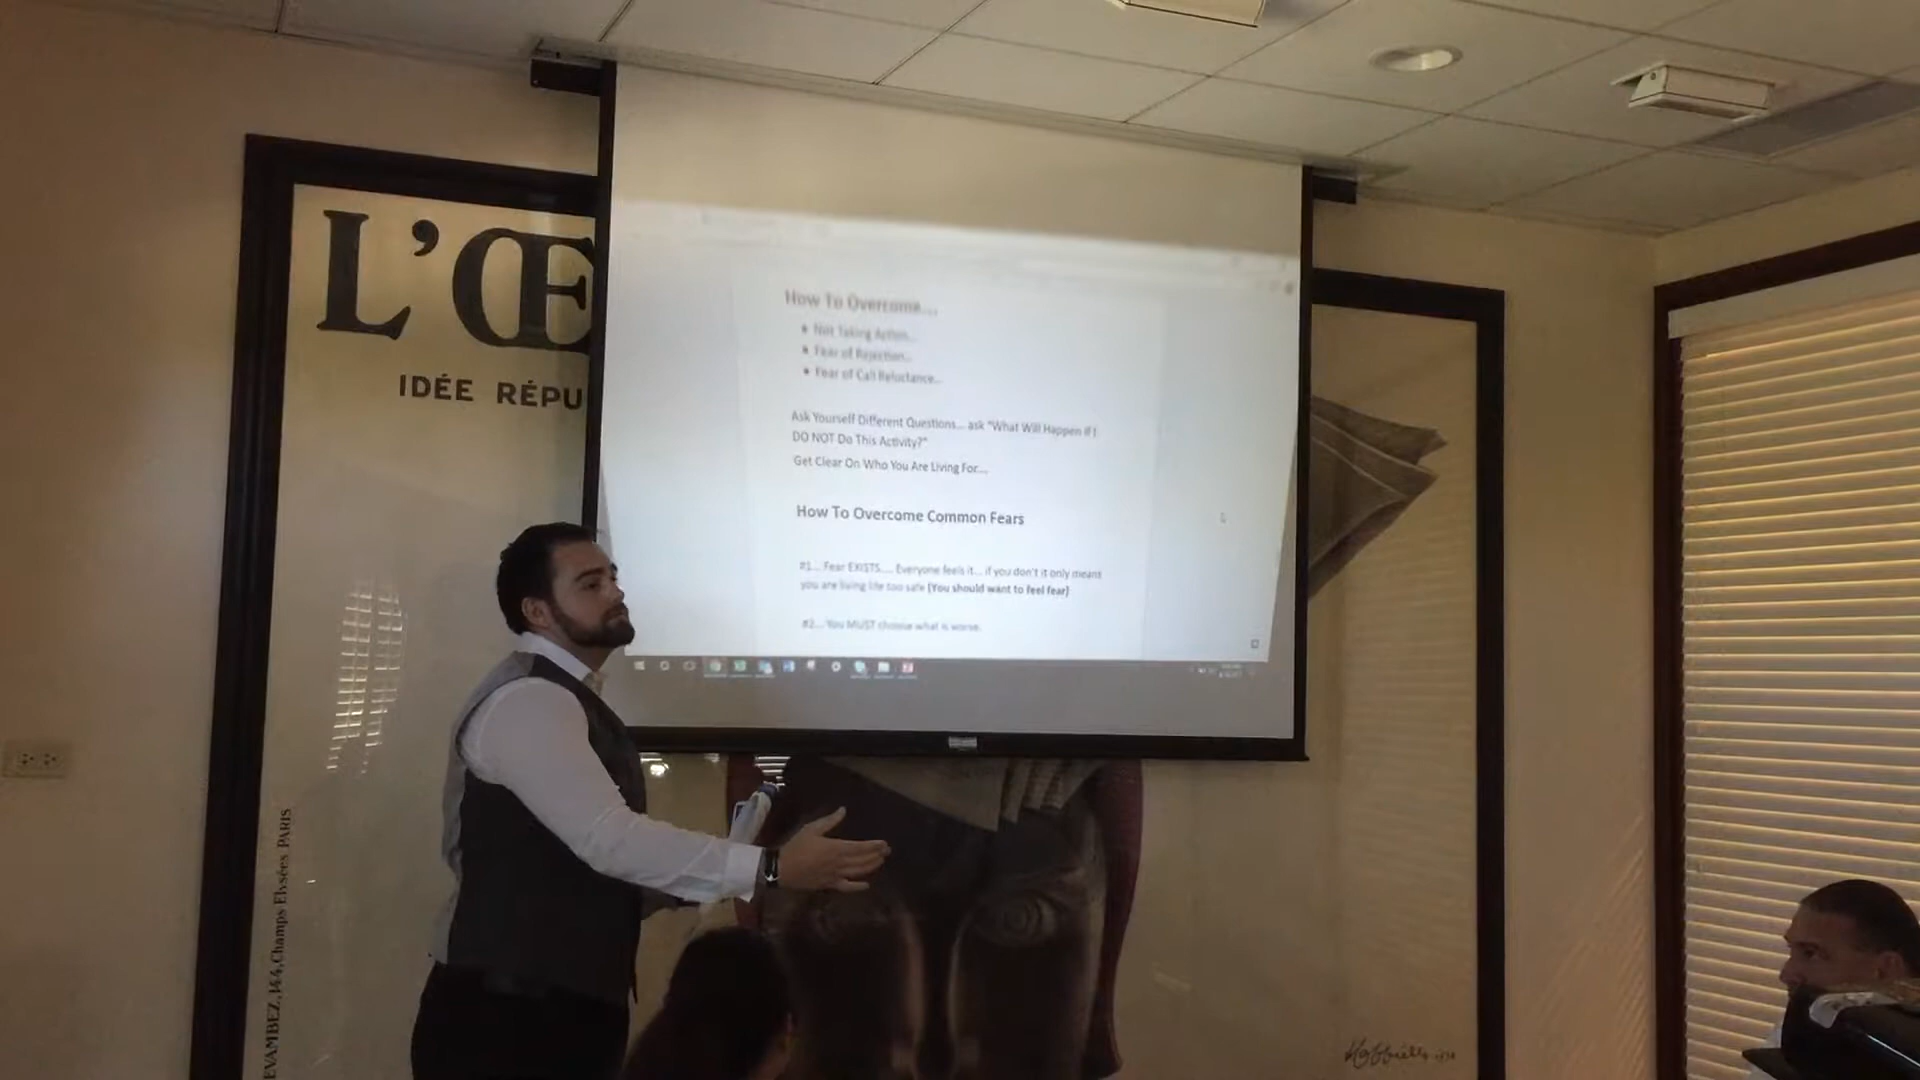 L'Œ
IDÉE RÉPU
How To Overcome....
Not Taking Action...
Fear of Rejection...
Fear of Call Reluctance...
Ask Yourself Different Questions... ask "What Will Happen If I
DO NOT Do This Activity?"
Get Clear On Who You Are Living For....
How To Overcome Common Fears
#1... Fear EXISTS.... Everyone feels it... if you don't it only meant
you are living life too safe (You should want to feel fear)
#2... You MUST choose what is worse.
EVAMBEZ, 144, Champs Elysées PARIS